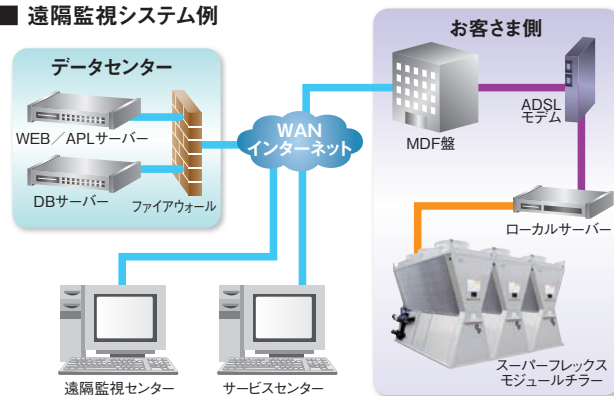 ■ 遠隔監視システム例
データセンター
WEB／APLサーバー
DBサーバー
ファイアウォール
WAN
インターネット
遠隔監視センター
サービスセンター
お客さま側
MDF盤
ADSL
モデム
ローカルサーバー
スーパーフレックス
モジュールチラー